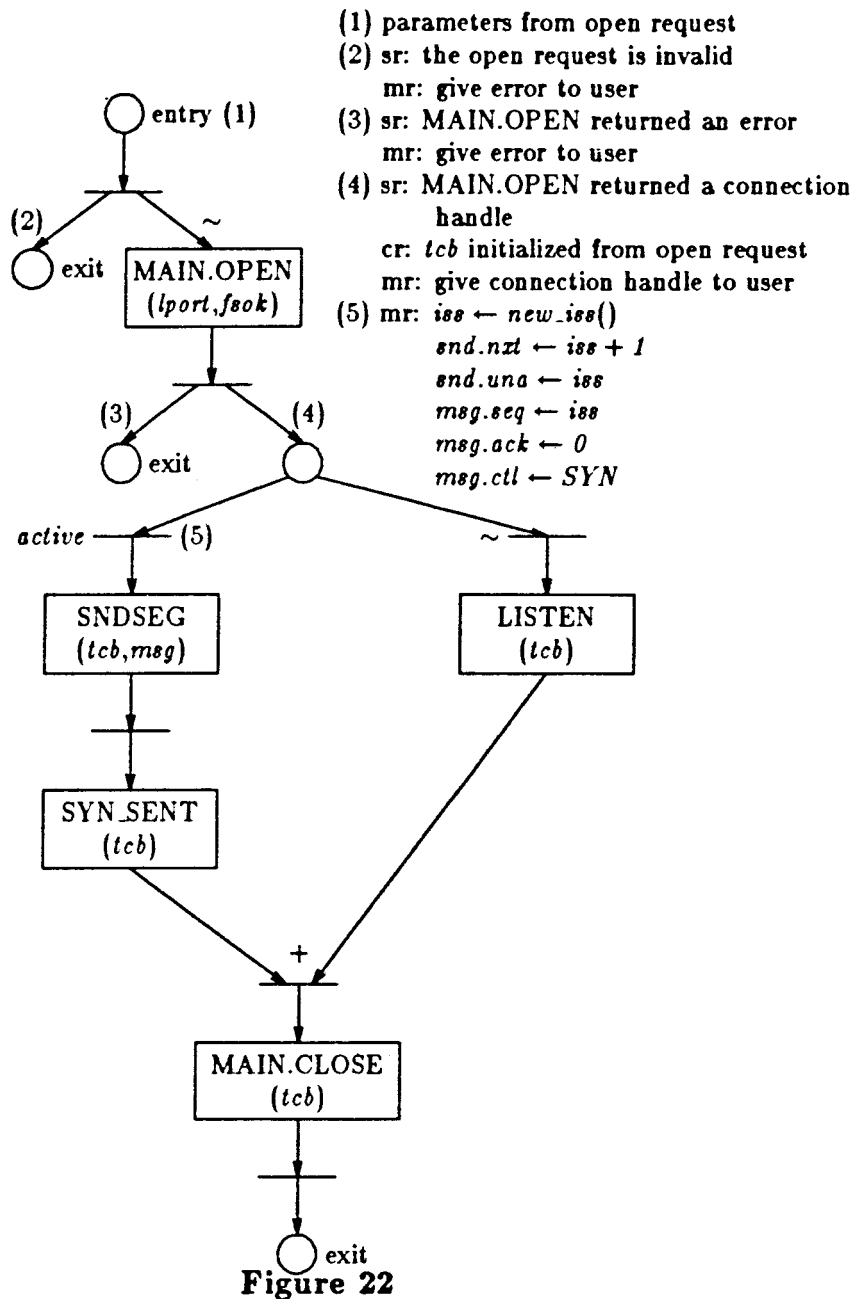 (1) parameters from open request
(2) sr: the open request is invalid
mr: give error to user
(3) sr: MAIN.OPEN returned an error
mr: give error to user
(4) sr: MAIN.OPEN returned a connection
handle
cr: tcb initialized from open request
mr: give connection handle to user
(5) mr: iss ← new_iss()
snd.nxt ← iss + 1
snd.una ← iss
msg.seq ← iss
msg.ack ← 0
msg.ctl ← SYN
entry (1)
(2)
~
exit
MAIN.OPEN
(lport,fsok)
(3)
(4)
exit
active
(5)
~
SNDSEG
(tcb,msg)
LISTEN
(tcb)
SYN_SENT
(tcb)
+
MAIN.CLOSE
(tcb)
exit
Figure 22